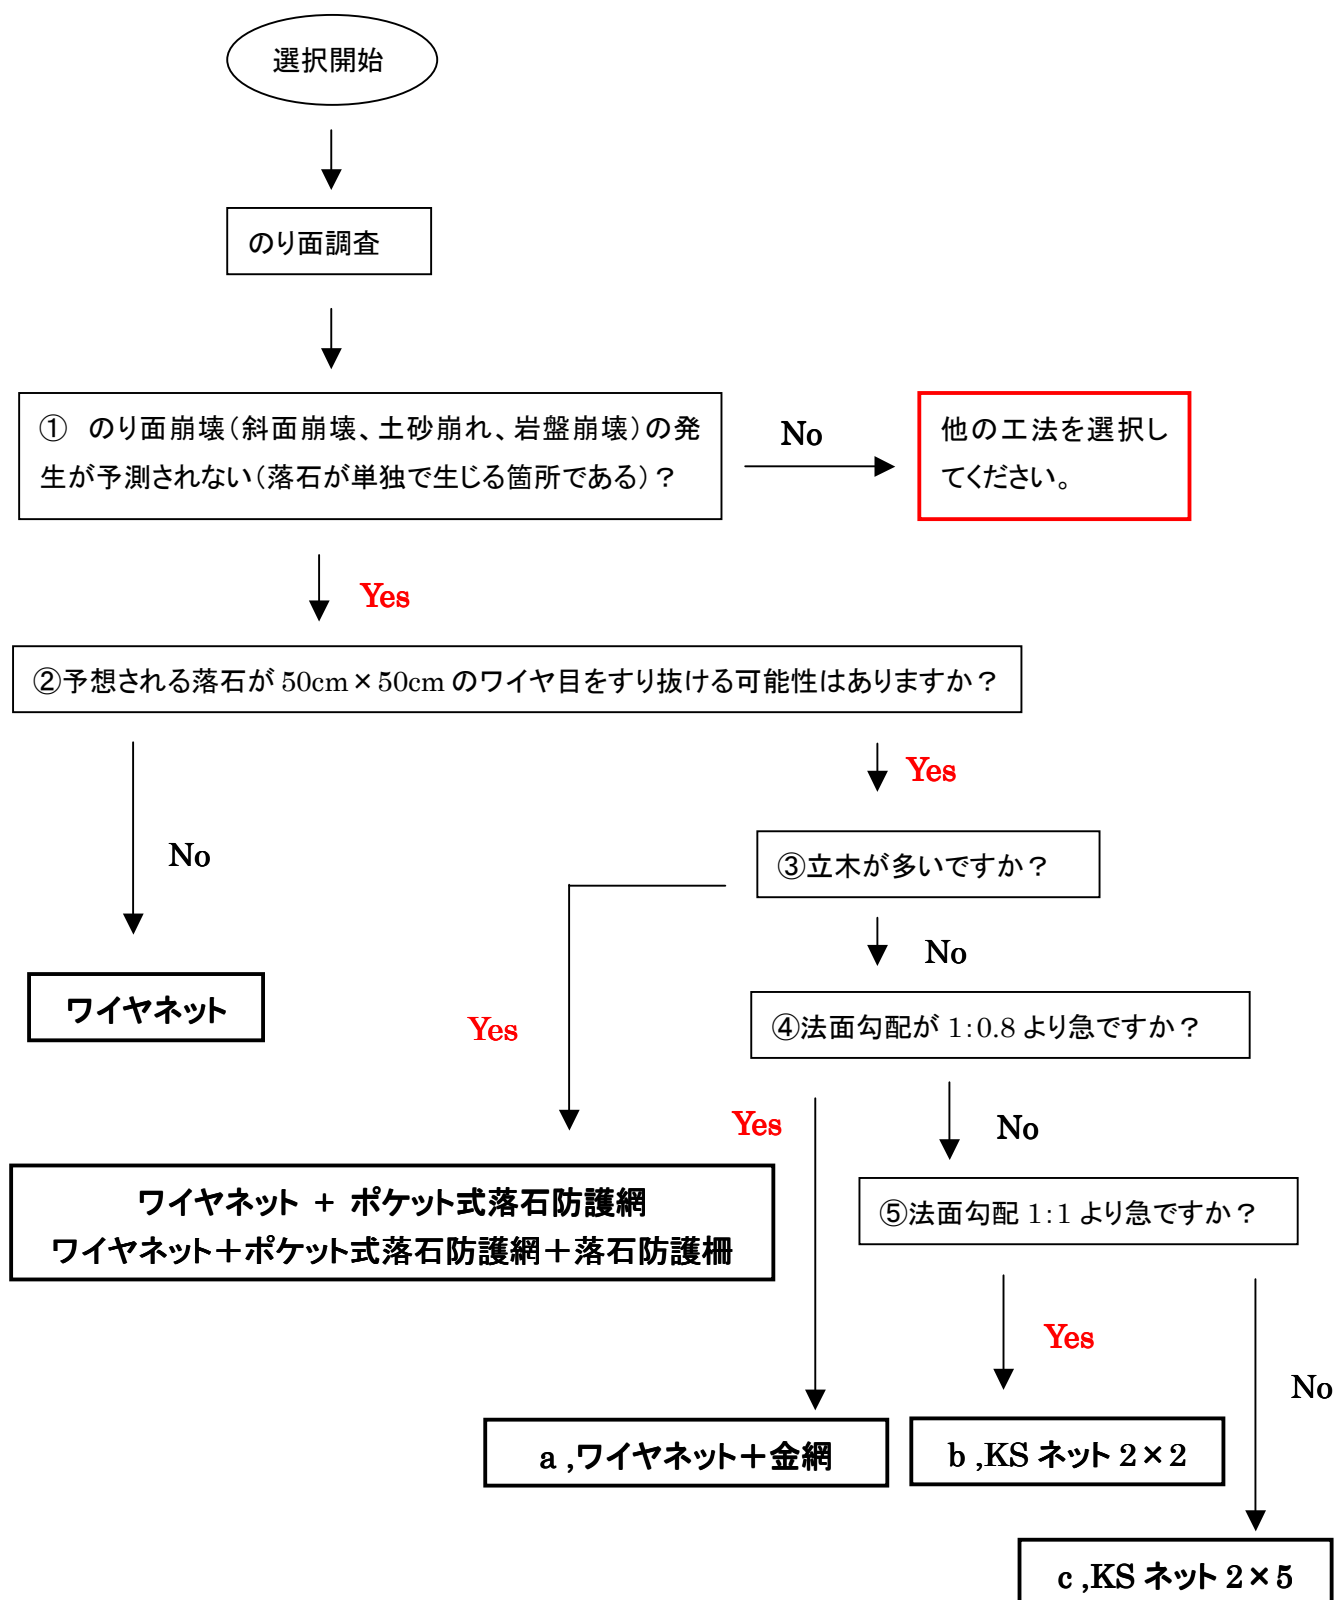 選択開始
のり面調査
① のり面崩壊(斜面崩壊、土砂崩れ、岩盤崩壊)の発
生が予測されない(落石が単独で生じる箇所である)?
No
他の工法を選択し
てください。
Yes
②予想される落石が 50cm×50cm のワイヤ目をすり抜ける可能性はありますか?
Yes
No
③立木が多いですか?
No
ワイヤネット
Yes
④法面勾配が 1:0.8 より急ですか?
Yes
No
ワイヤネット + ポケット式落石防護網
ワイヤネット+ポケット式落石防護網+落石防護柵
⑤法面勾配 1:1 より急ですか?
Yes
No
a ,ワイヤネット+金網
b ,KS ネット 2×2
c ,KS ネット 2×5